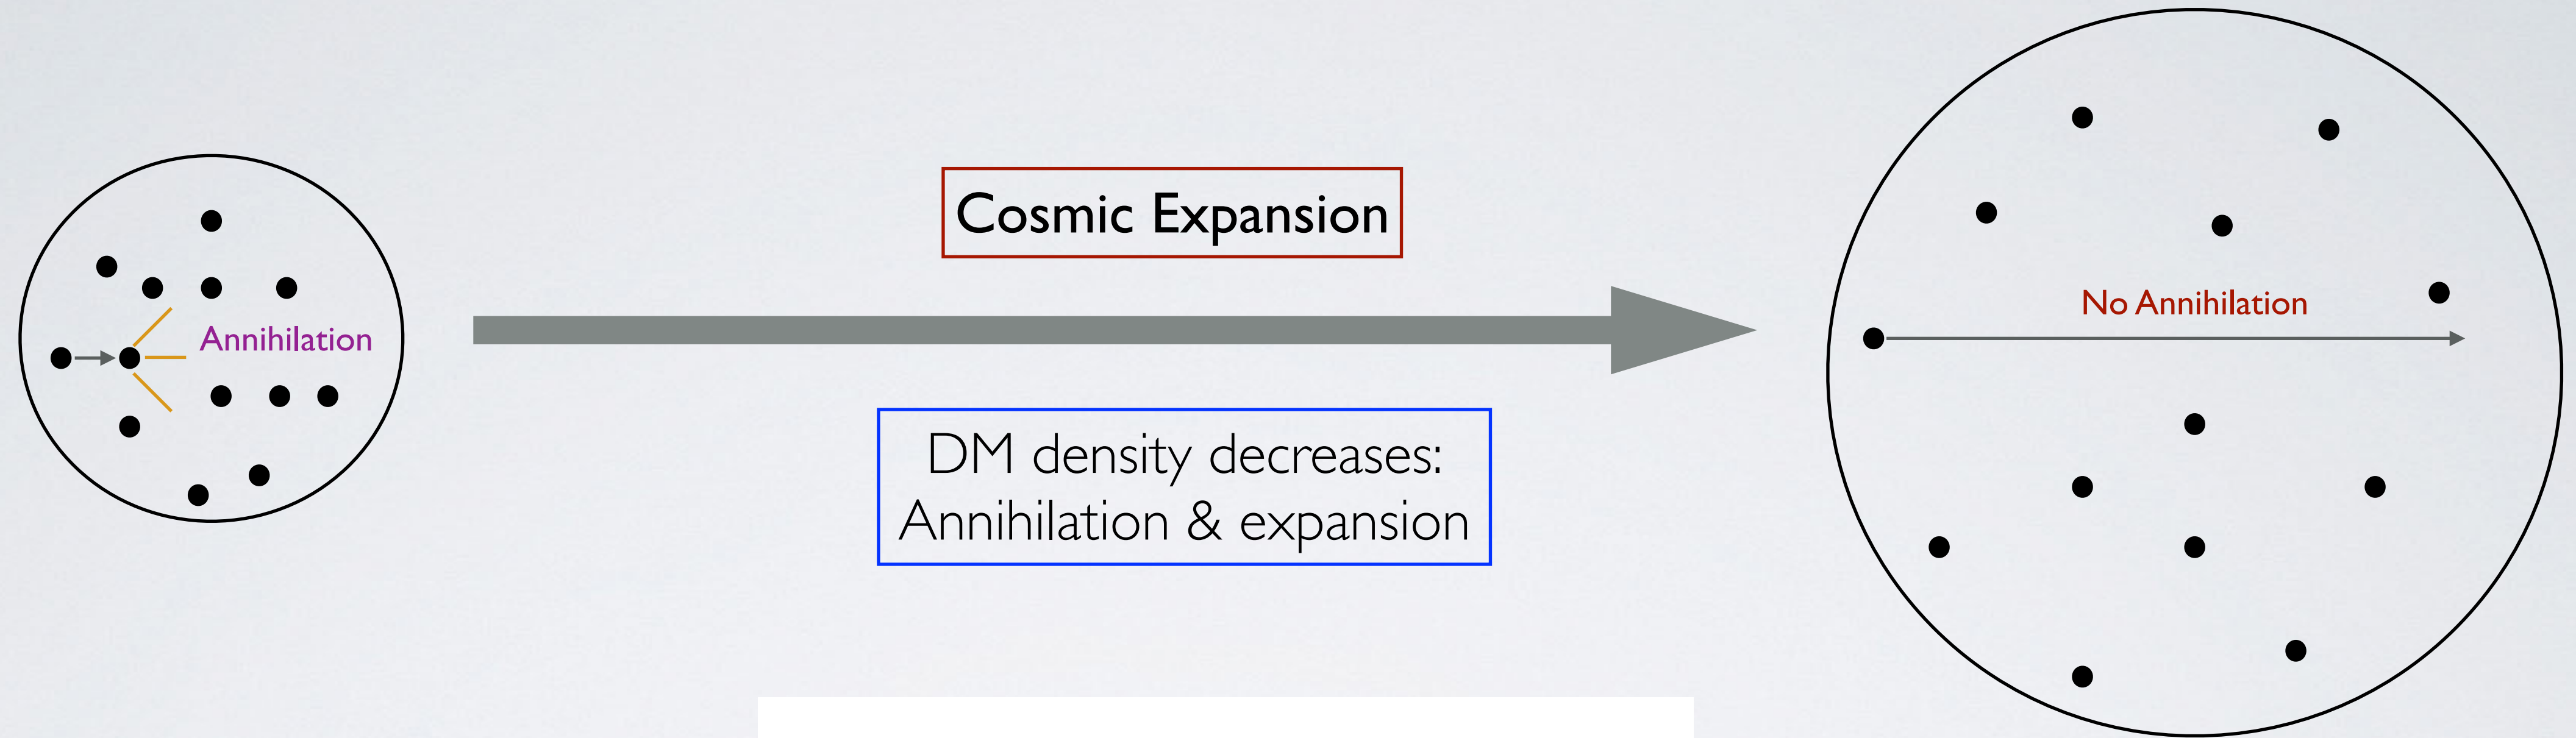 Cosmic Expansion
Annihilation
No Annihilation
DM density decreases:
Annihilation & expansion